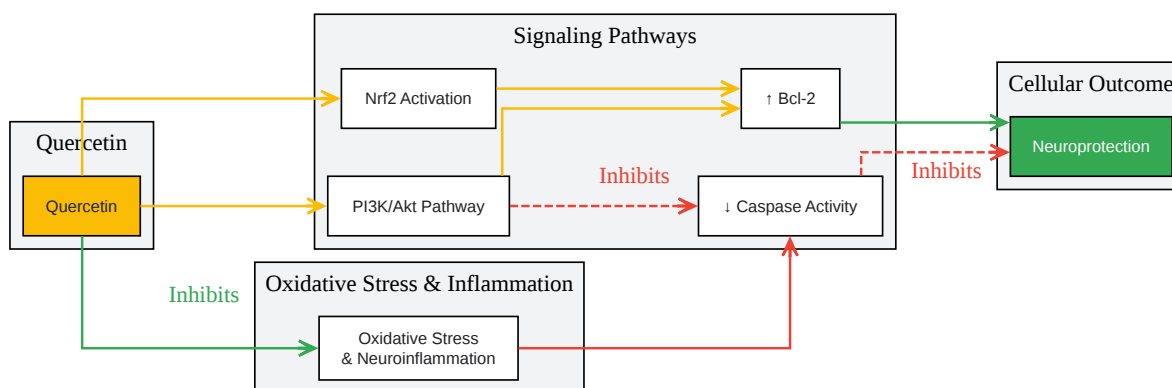 Signaling Pathways
Nrf2 Activation
↑ Bcl-2
Cellular Outcome
Neuroprotection
Quercetin
Quercetin
PI3K/Akt Pathway
Inhibits
↓ Caspase Activity
Inhibits
Oxidative Stress & Inflammation
Inhibits
Oxidative Stress
& Neuroinflammation